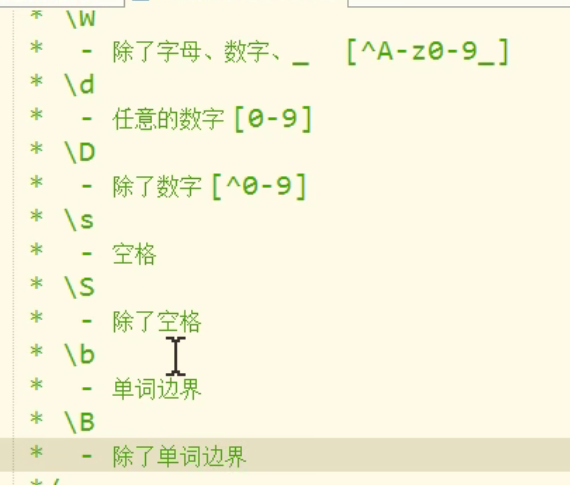 * \W
* - 除了字母、数字、_ [^A-z0-9_]
* \d
* - 任意的数字 [0-9]
* \D
* - 除了数字 [^0-9]
* \s
* - 空格
* \S
* - 除了空格
* \b
* - 单词边界
* \B
* - 除了单词边界
*/